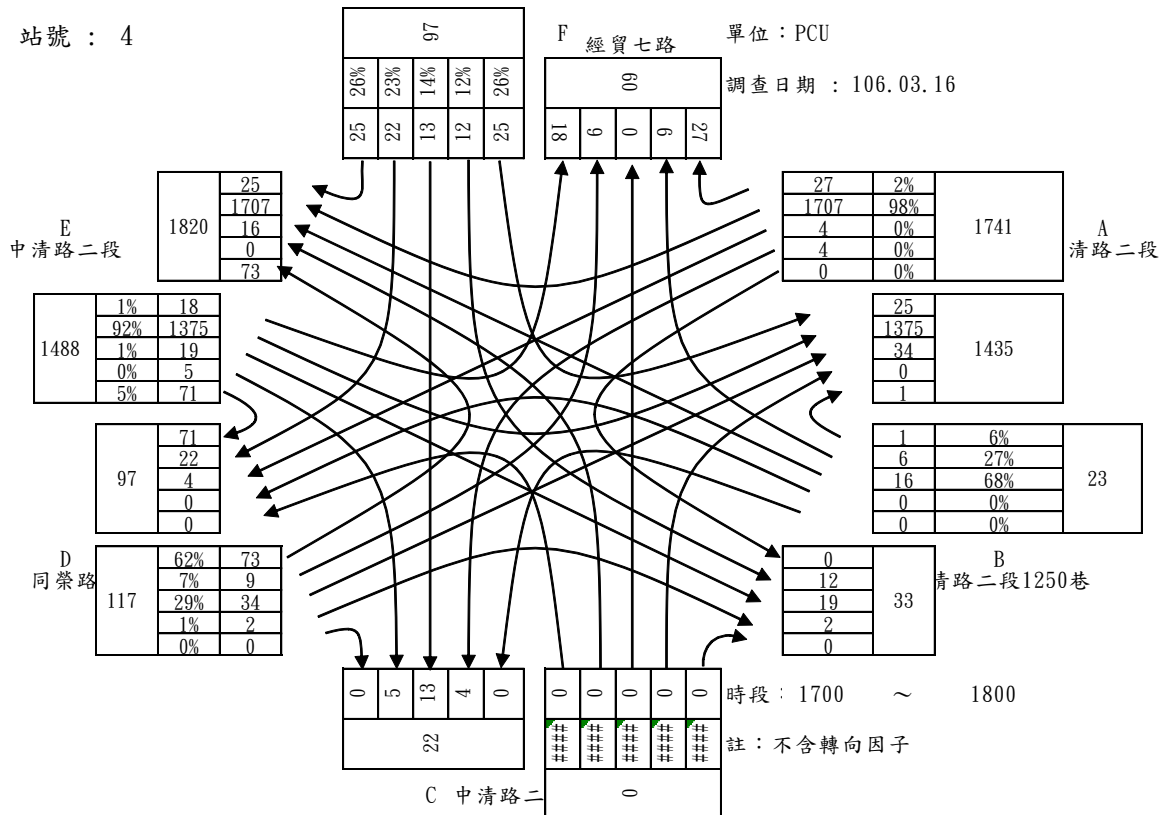 站號 : 4
97
F
經貿七路
單位:PCU
26% 23% 14% 12% 26%
60
調查日期 : 106.03.16
25 22 13 12 25
18 9 0 6 27
E
中清路二段
1820
25
1707
16
0
73
27 2%
1707 98%
4 0%
4 0%
0 0%
1741
A
清路二段
1488
1% 18
92% 1375
1% 19
0% 5
5% 71
25
1375
34
0
1
1435
97
71
22
4
0
0
1 6%
6 27%
16 68%
0 0%
0 0%
23
D
同榮路
117
62% 73
7% 9
29% 34
1% 2
0% 0
0
12
19
2
0
33
B
青路二段1250巷
0 5 13 4 0
22
0 0 0 0 0
#### #### #### #### ####
0
時段: 1700 ～ 1800
註:不含轉向因子
C 中清路二